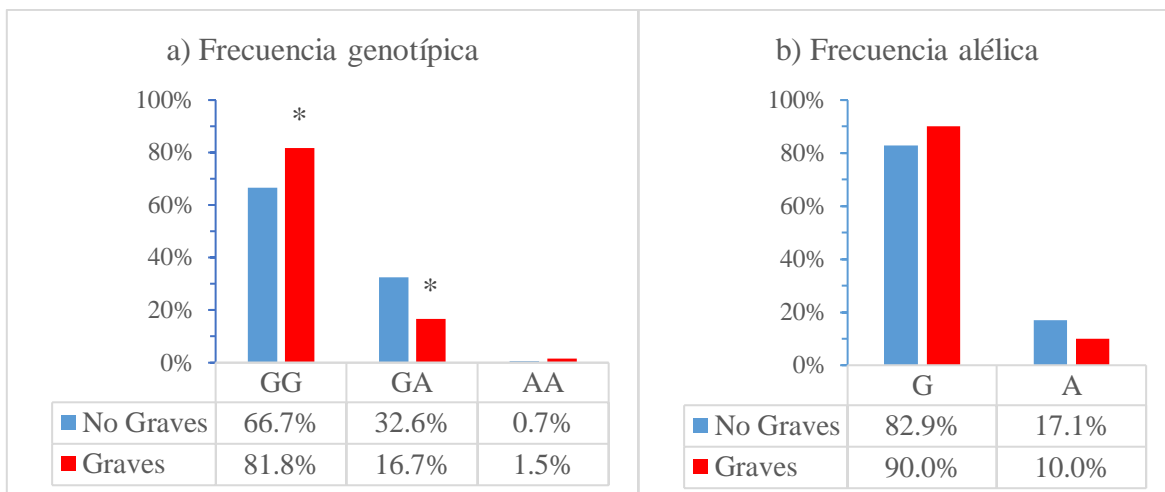 a) Frecuencia genotípica
100%
80%
60%
40%
20%
0%
*
*
GG GA AA
No Graves 66.7% 32.6% 0.7%
Graves 81.8% 16.7% 1.5%
b) Frecuencia alélica
100%
80%
60%
40%
20%
0%
G A
No Graves 82.9% 17.1%
Graves 90.0% 10.0%